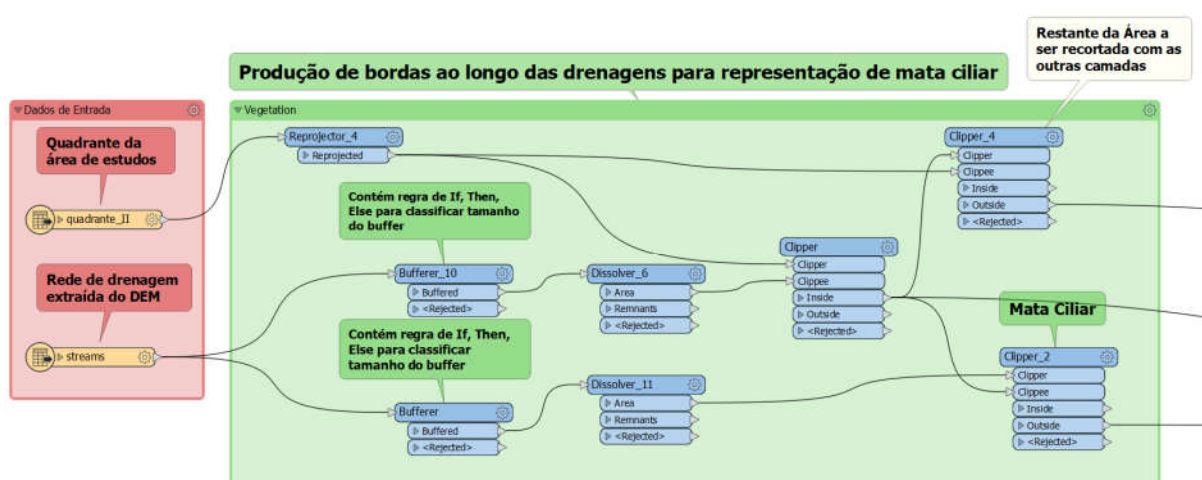 Restante da Área a
ser recortada com as
outras camadas
Produção de bordas ao longo das drenagens para representação de mata ciliar
Dados de Entrada
Quadrante da
área de estudos
quadrante_II
Rede de drenagem
extraída do DEM
streams
Vegetation
Reprojector_4
Reprojected
Contém regra de If, Then,
Else para classificar tamanho
do buffer
Bufferer_10
Buffered
<Rejected>
Contém regra de If, Then,
Else para classificar
tamanho do buffer
Bufferer
Buffered
<Rejected>
Dissolver_6
Area
Remnants
<Rejected>
Dissolver_11
Area
Remnants
<Rejected>
Clipper
Clipper
Clippee
Inside
Outside
<Rejected>
Clipper_4
Clipper
Clippee
Inside
Outside
<Rejected>
Mata Ciliar
Clipper_2
Clipper
Clippee
Inside
Outside
<Rejected>